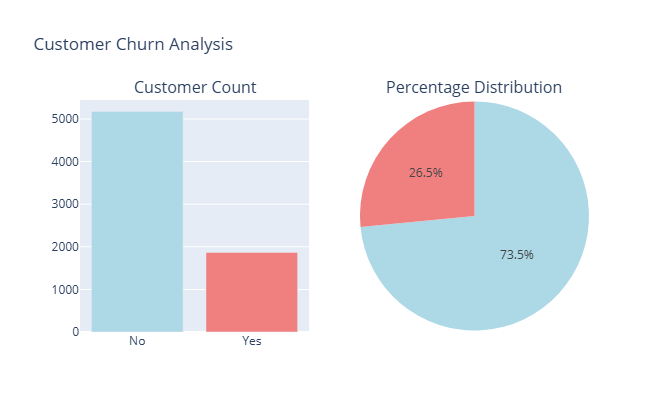 Customer Churn Analysis
Customer Count
Percentage Distribution
5000
4000
3000
2000
1000
0
No
Yes
26.5%
73.5%